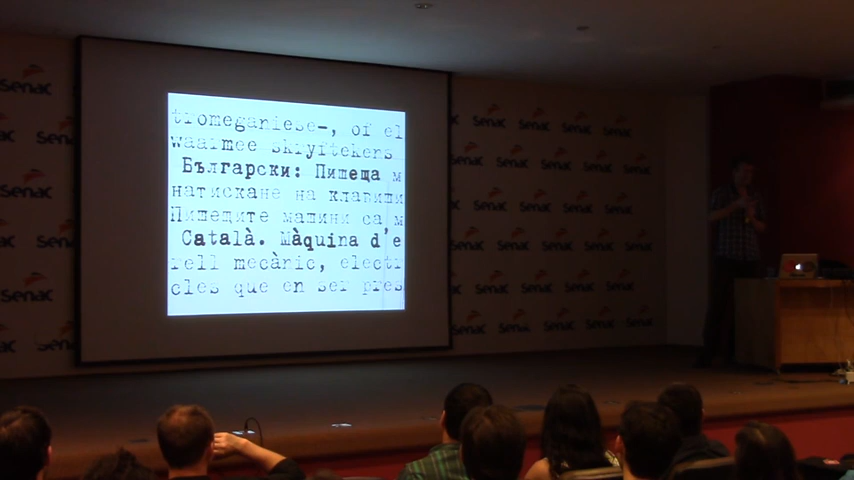 tromeganiese-, of el
waarmee skryftekens
Български: Пишеща м
натискане на клавиши
Пишещите машини са м
Català. Màquina d'e
rell mecànic, electr
cles que en ser pres
senac